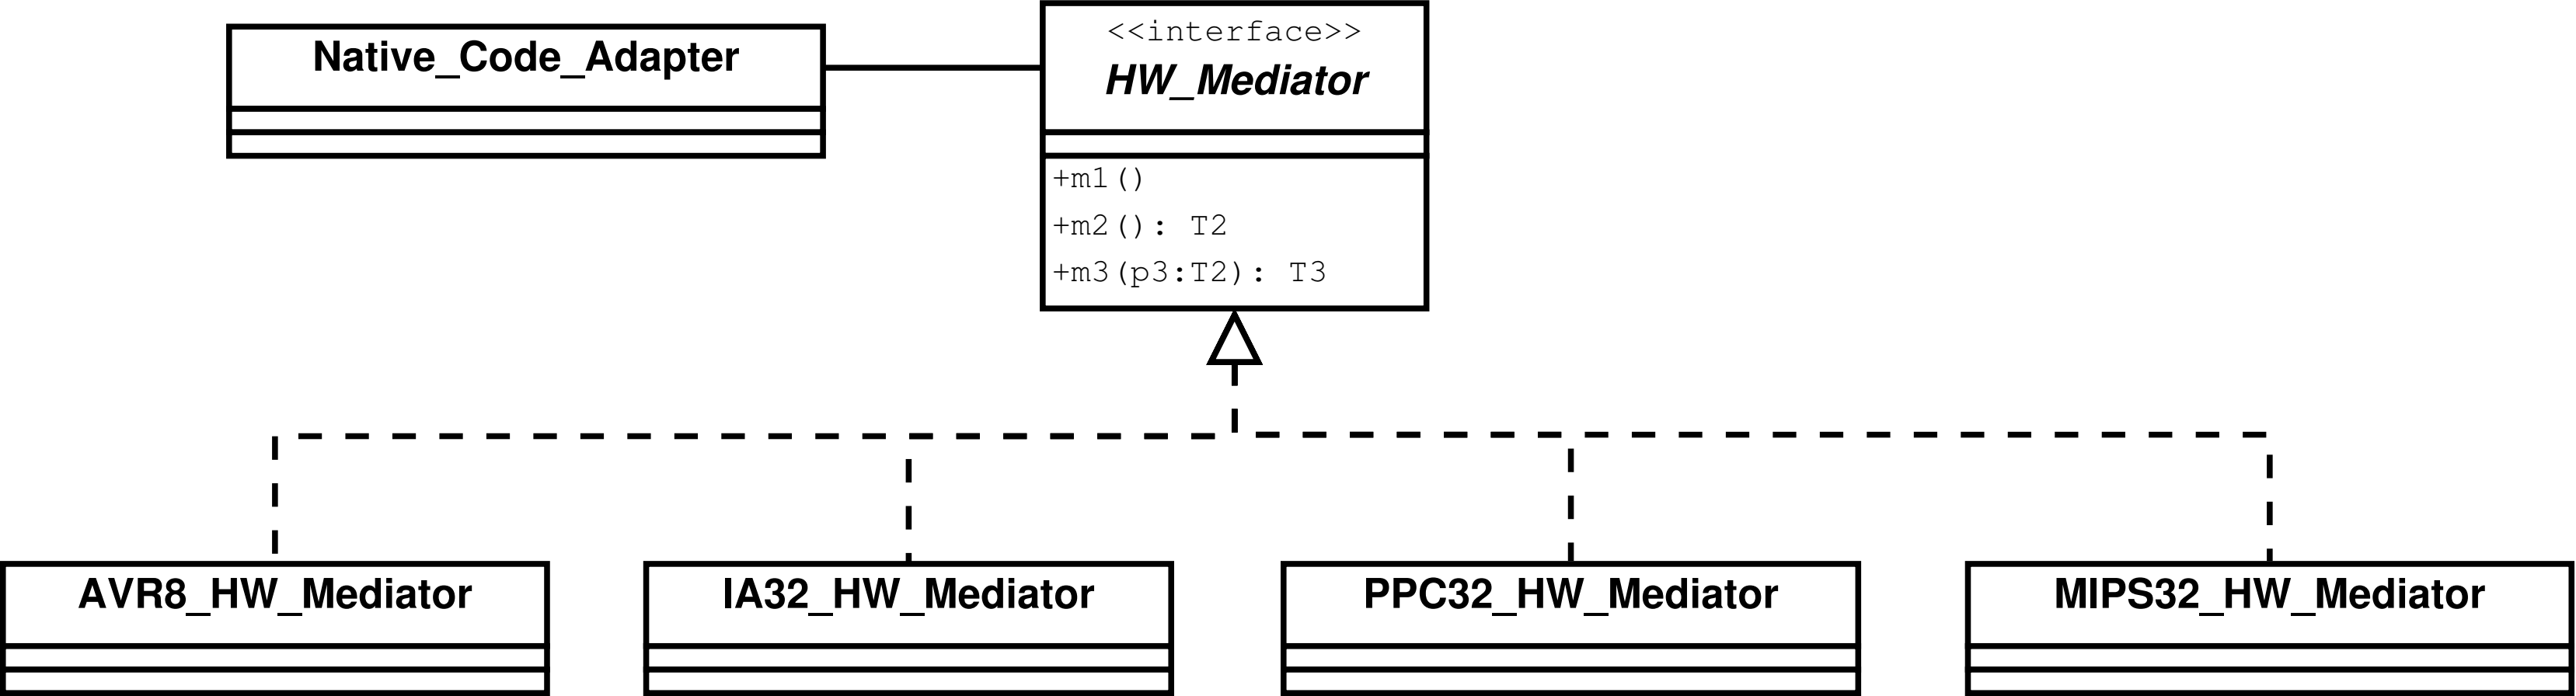 Native_Code_Adapter
<<interface>>
HW_Mediator
+m1()
+m2(): T2
+m3(p3:T2): T3
AVR8_HW_Mediator
IA32_HW_Mediator
PPC32_HW_Mediator
MIPS32_HW_Mediator